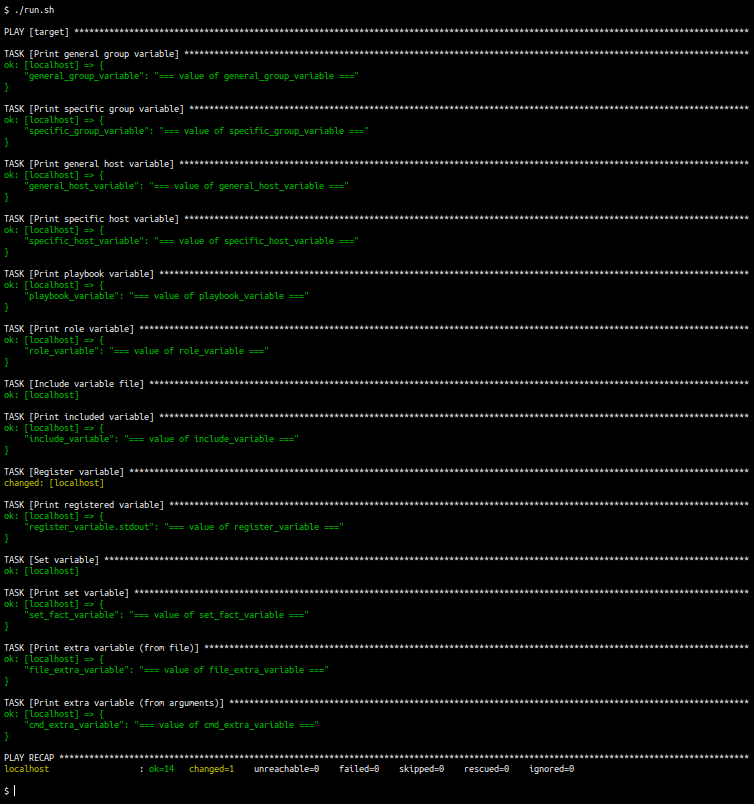 $ ./run.sh
PLAY [target] ***************************************************************************************************************************************
TASK [Print general group variable] *****************************************************************************************************************
ok: [localhost] => {
    "general_group_variable": "=== value of general_group_variable ==="
}
TASK [Print specific group variable] ****************************************************************************************************************
ok: [localhost] => {
    "specific_group_variable": "=== value of specific_group_variable ==="
}
TASK [Print general host variable] ******************************************************************************************************************
ok: [localhost] => {
    "general_host_variable": "=== value of general_host_variable ==="
}
TASK [Print specific host variable] *****************************************************************************************************************
ok: [localhost] => {
    "specific_host_variable": "=== value of specific_host_variable ==="
}
TASK [Print playbook variable] **********************************************************************************************************************
ok: [localhost] => {
    "playbook_variable": "=== value of playbook_variable ==="
}
TASK [Print role variable] **************************************************************************************************************************
ok: [localhost] => {
    "role_variable": "=== value of role_variable ==="
}
TASK [Include variable file] ************************************************************************************************************************
ok: [localhost]
TASK [Print included variable] **********************************************************************************************************************
ok: [localhost] => {
    "include_variable": "=== value of include_variable ==="
}
TASK [Register variable] ****************************************************************************************************************************
changed: [localhost]
TASK [Print registered variable] ********************************************************************************************************************
ok: [localhost] => {
    "register_variable.stdout": "=== value of register_variable ==="
}
TASK [Set variable] *********************************************************************************************************************************
ok: [localhost]
TASK [Print set variable] ***************************************************************************************************************************
ok: [localhost] => {
    "set_fact_variable": "=== value of set_fact_variable ==="
}
TASK [Print extra variable (from file)] *************************************************************************************************************
ok: [localhost] => {
    "file_extra_variable": "=== value of file_extra_variable ==="
}
TASK [Print extra variable (from arguments)] ********************************************************************************************************
ok: [localhost] => {
    "cmd_extra_variable": "=== value of cmd_extra_variable ==="
}
PLAY RECAP ******************************************************************************************************************************************
localhost                  : ok=14   changed=1    unreachable=0    failed=0    skipped=0    rescued=0    ignored=0
$